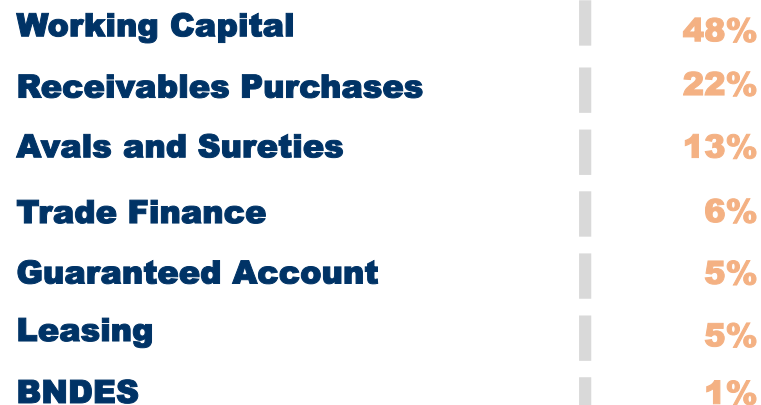 Working Capital 48%
Receivables Purchases 22%
Avals and Sureties 13%
Trade Finance 6%
Guaranteed Account 5%
Leasing 5%
BNDES 1%